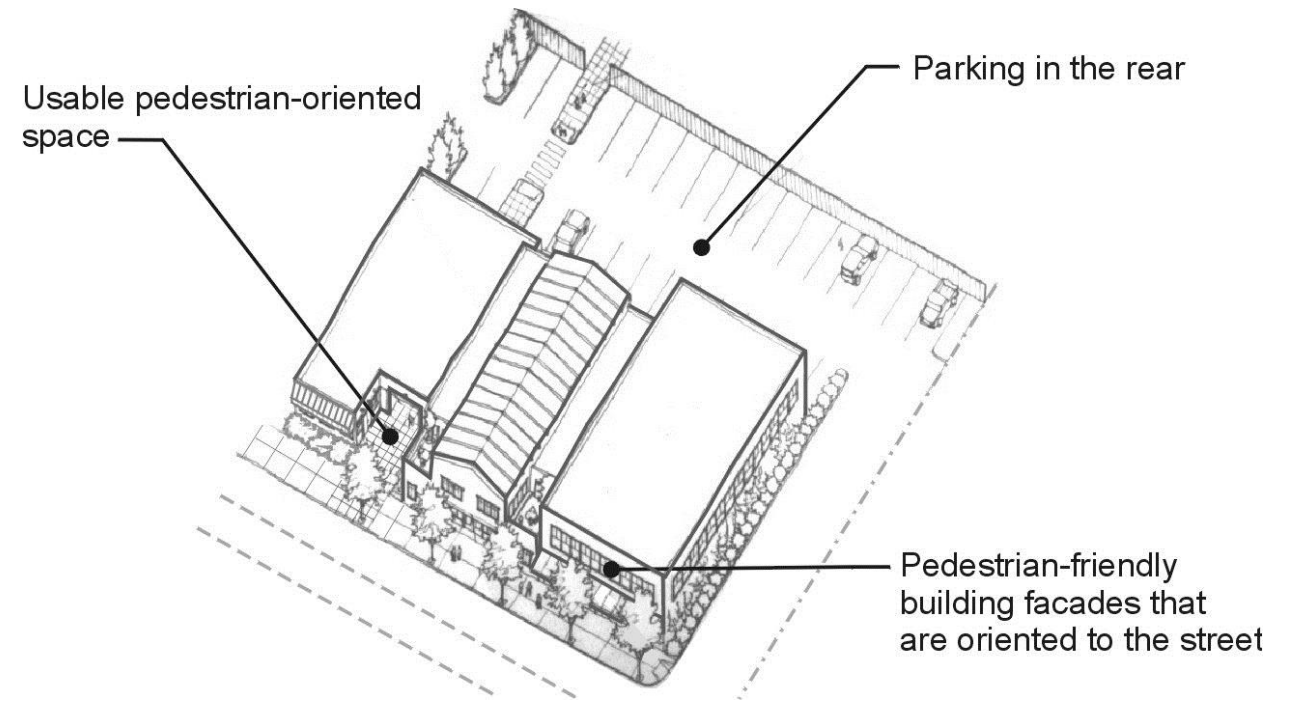 Parking in the rear
Usable pedestrian-oriented
space
Pedestrian-friendly
building facades that
are oriented to the street